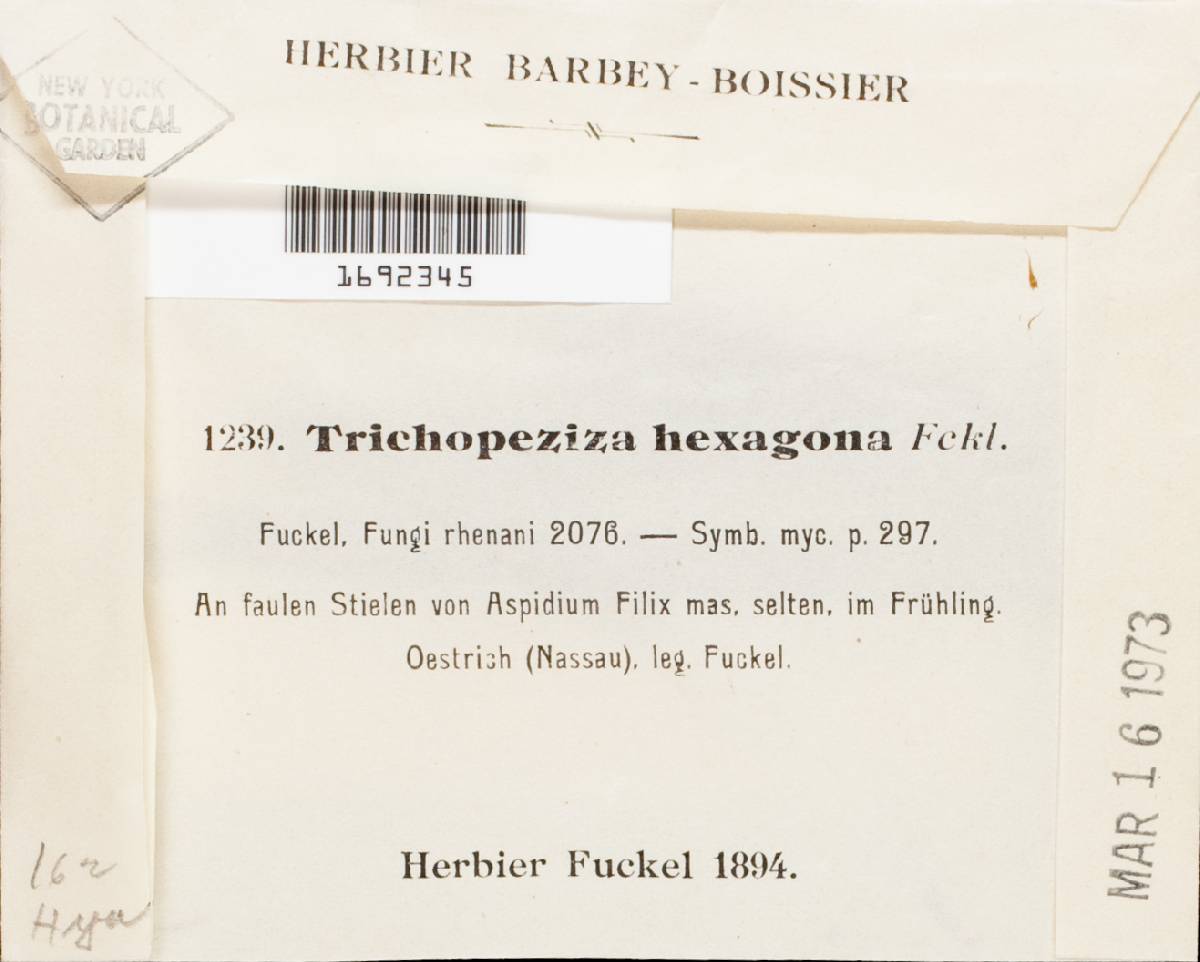 HERBIER BARBEY-BOISSIER
NEW YORK
BOTANICAL
GARDEN
1692345
1239. Trichopeziza hexagona Fckl.
Fuckel, Fungi rhenani 2076. — Symb. myc. p. 297.
An faulen Stielen von Aspidium Filix mas, selten, im Frühling.
Oestrich (Nassau), leg. Fuckel.
MAR 16 1973
Herbier Fuckel 1894.
Hya